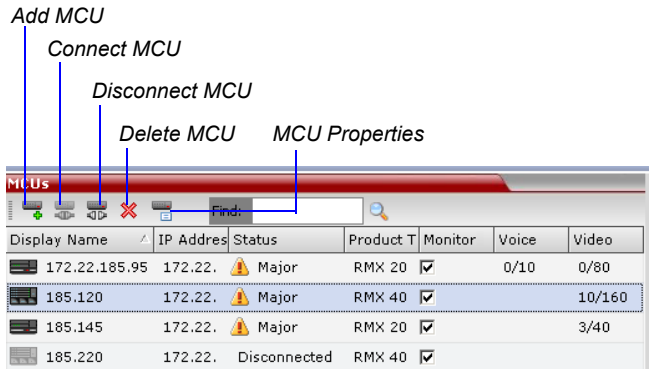 Add MCU
Connect MCU
Disconnect MCU
Delete MCU MCU Properties
MCUs
Find:
Display Name IP Addres Status Product T Monitor Voice Video
172.22.185.95 172.22. Major RMX 20 0/10 0/80
185.120 172.22. Major RMX 40 10/160
185.145 172.22. Major RMX 20 3/40
185.220 172.22. Disconnected RMX 40